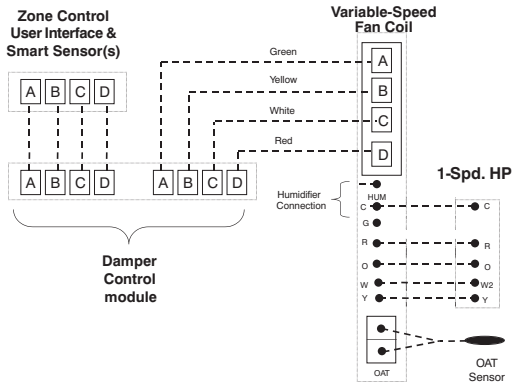 Zone Control
User Interface &
Smart Sensor(s)
A B C D
A B C D
A B C D
Damper
Control
module
Green
Yellow
White
Red
Variable-Speed
Fan Coil
A
B
C
D
Humidifier
Connection
HUM
C
G
R
O
W
Y
OAT
1-Spd. HP
C
R
O
W2
Y
OAT
Sensor